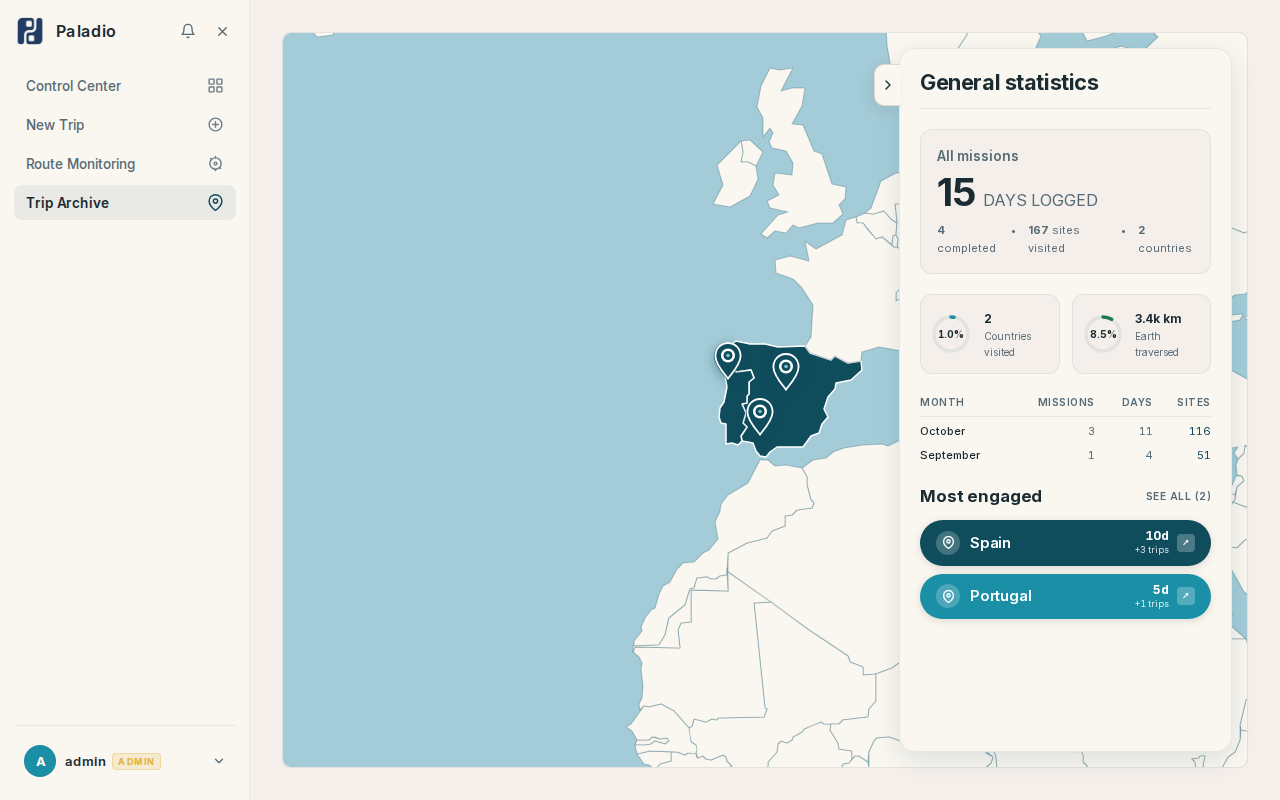 Paladio
Control Center
New Trip
Route Monitoring
Trip Archive
A
admin
ADMIN
General statistics
All missions
15 DAYS LOGGED
4 completed
• 167 sites visited
• 2 countries
1.0%
2
Countries
visited
8.5%
3.4k km
Earth
traversed
MONTH MISSIONS DAYS SITES
October 3 11 116
September 1 4 51
Most engaged
SEE ALL (2)
Spain
10d
+3 trips
Portugal
5d
+1 trips